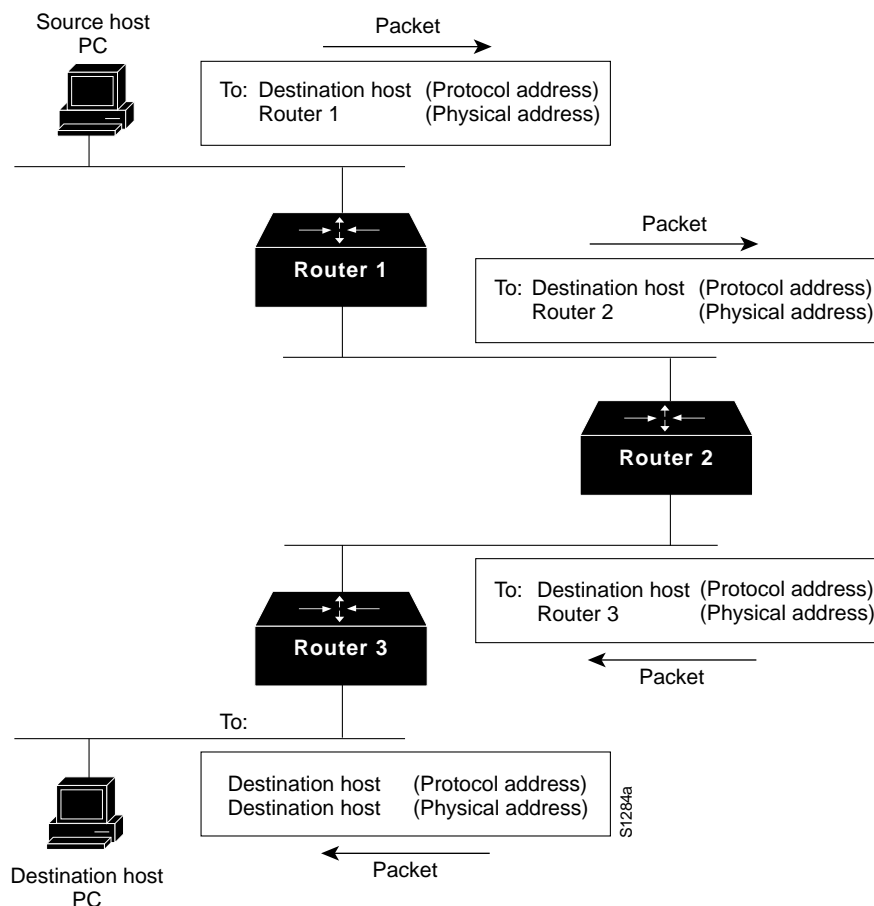 Source host
PC
Packet
To: Destination host (Protocol address)
Router 1 (Physical address)
Router 1
Packet
To: Destination host (Protocol address)
Router 2 (Physical address)
Router 2
To: Destination host (Protocol address)
Router 3 (Physical address)
Router 3
Packet
To:
Destination host (Protocol address)
Destination host (Physical address)
S1284a
Packet
Destination host
PC